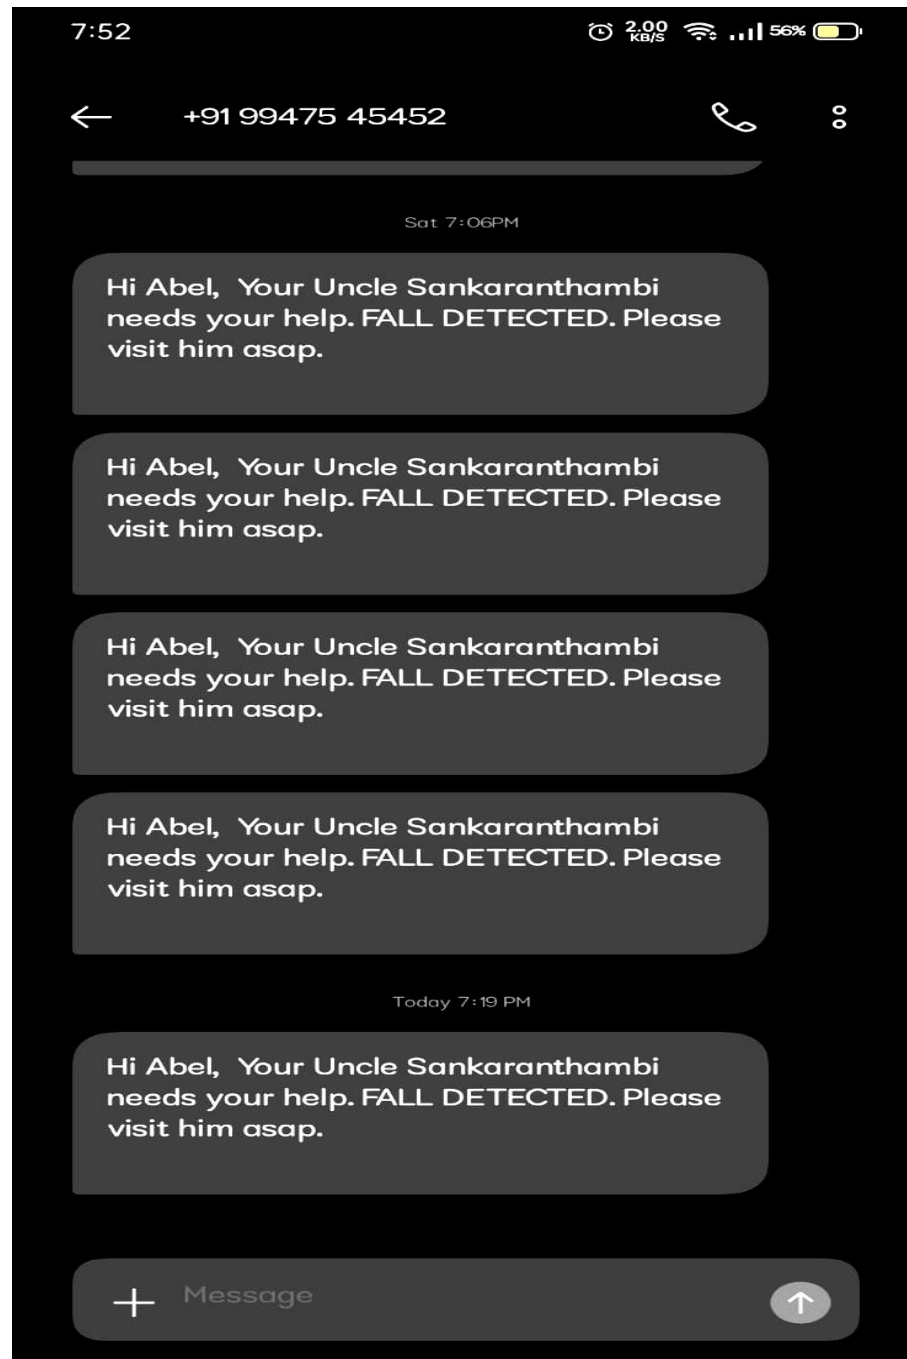 7:52
2.00 KB/S
56%
+91 99475 45452
Sat 7:06PM
Hi Abel,  Your Uncle Sankaranthambi
needs your help. FALL DETECTED. Please
visit him asap.
Hi Abel,  Your Uncle Sankaranthambi
needs your help. FALL DETECTED. Please
visit him asap.
Hi Abel,  Your Uncle Sankaranthambi
needs your help. FALL DETECTED. Please
visit him asap.
Hi Abel,  Your Uncle Sankaranthambi
needs your help. FALL DETECTED. Please
visit him asap.
Today 7:19 PM
Hi Abel,  Your Uncle Sankaranthambi
needs your help. FALL DETECTED. Please
visit him asap.
Message